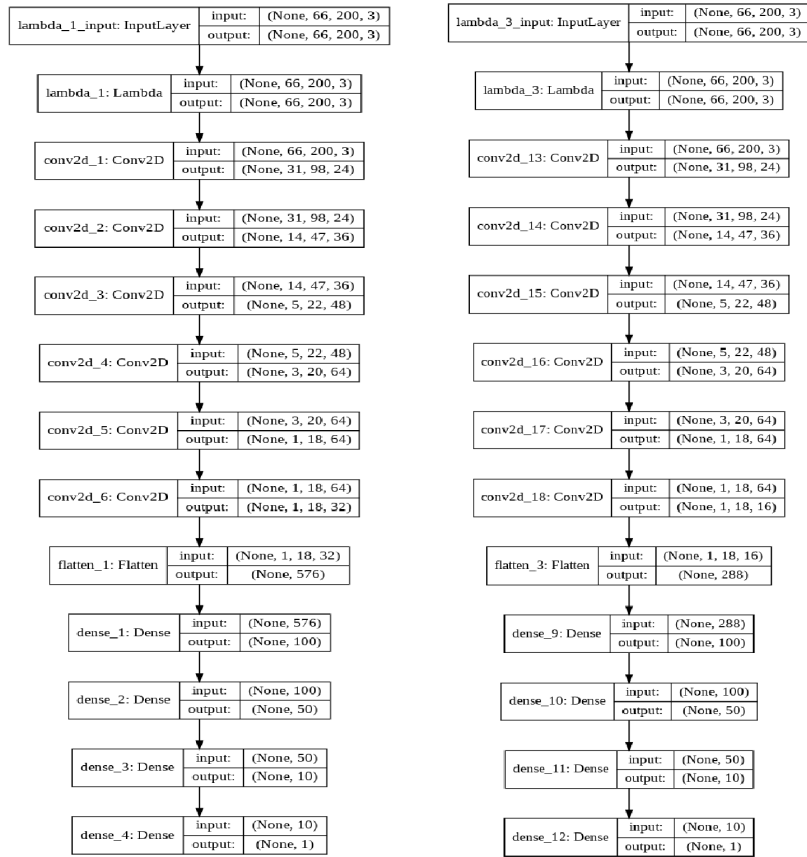 lambda_1_input: InputLayer
input: (None, 66, 200, 3)
output: (None, 66, 200, 3)
lambda_1: Lambda
input: (None, 66, 200, 3)
output: (None, 66, 200, 3)
conv2d_1: Conv2D
input: (None, 66, 200, 3)
output: (None, 31, 98, 24)
conv2d_2: Conv2D
input: (None, 31, 98, 24)
output: (None, 14, 47, 36)
conv2d_3: Conv2D
input: (None, 14, 47, 36)
output: (None, 5, 22, 48)
conv2d_4: Conv2D
input: (None, 5, 22, 48)
output: (None, 3, 20, 64)
conv2d_5: Conv2D
input: (None, 3, 20, 64)
output: (None, 1, 18, 64)
conv2d_6: Conv2D
input: (None, 1, 18, 64)
output: (None, 1, 18, 32)
flatten_1: Flatten
input: (None, 1, 18, 32)
output: (None, 576)
dense_1: Dense
input: (None, 576)
output: (None, 100)
dense_2: Dense
input: (None, 100)
output: (None, 50)
dense_3: Dense
input: (None, 50)
output: (None, 10)
dense_4: Dense
input: (None, 10)
output: (None, 1)
lambda_3_input: InputLayer
input: (None, 66, 200, 3)
output: (None, 66, 200, 3)
lambda_3: Lambda
input: (None, 66, 200, 3)
output: (None, 66, 200, 3)
conv2d_13: Conv2D
input: (None, 66, 200, 3)
output: (None, 31, 98, 24)
conv2d_14: Conv2D
input: (None, 31, 98, 24)
output: (None, 14, 47, 36)
conv2d_15: Conv2D
input: (None, 14, 47, 36)
output: (None, 5, 22, 48)
conv2d_16: Conv2D
input: (None, 5, 22, 48)
output: (None, 3, 20, 64)
conv2d_17: Conv2D
input: (None, 3, 20, 64)
output: (None, 1, 18, 64)
conv2d_18: Conv2D
input: (None, 1, 18, 64)
output: (None, 1, 18, 16)
flatten_3: Flatten
input: (None, 1, 18, 16)
output: (None, 288)
dense_9: Dense
input: (None, 288)
output: (None, 100)
dense_10: Dense
input: (None, 100)
output: (None, 50)
dense_11: Dense
input: (None, 50)
output: (None, 10)
dense_12: Dense
input: (None, 10)
output: (None, 1)